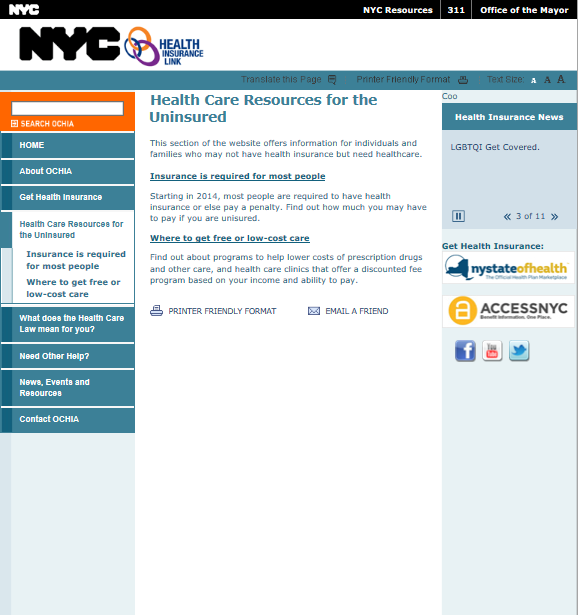 NYC
NYC Resources 311 Office of the Mayor
NYC HEALTH
INSURANCE
LINK
Translate this Page Printer Friendly Format Text Size: A A A
SEARCH OCHIA
HOME
About OCHIA
Get Health Insurance
Health Care Resources for
the Uninsured
Insurance is required
for most people
Where to get free or
low-cost care
What does the Health Care
Law mean for you?
Need Other Help?
News, Events and
Resources
Contact OCHIA
Health Care Resources for the
Uninsured
This section of the website offers information for individuals and
families who may not have health insurance but need healthcare.
Insurance is required for most people
Starting in 2014, most people are required to have health
insurance or else pay a penalty. Find out how much you may have
to pay if you are unisured.
Where to get free or low-cost care
Find out about programs to help lower costs of prescription drugs
and other care, and health care clinics that offer a discounted fee
program based on your income and ability to pay.
PRINTER FRIENDLY FORMAT EMAIL A FRIEND
Coo
Health Insurance News
LGBTQI Get Covered.
« 3 of 11 »
Get Health Insurance:
nystateofhealth
The Official Health Plan Marketplace
ACCESSNYC
Benefit Information. One Place.
f
You
Tube